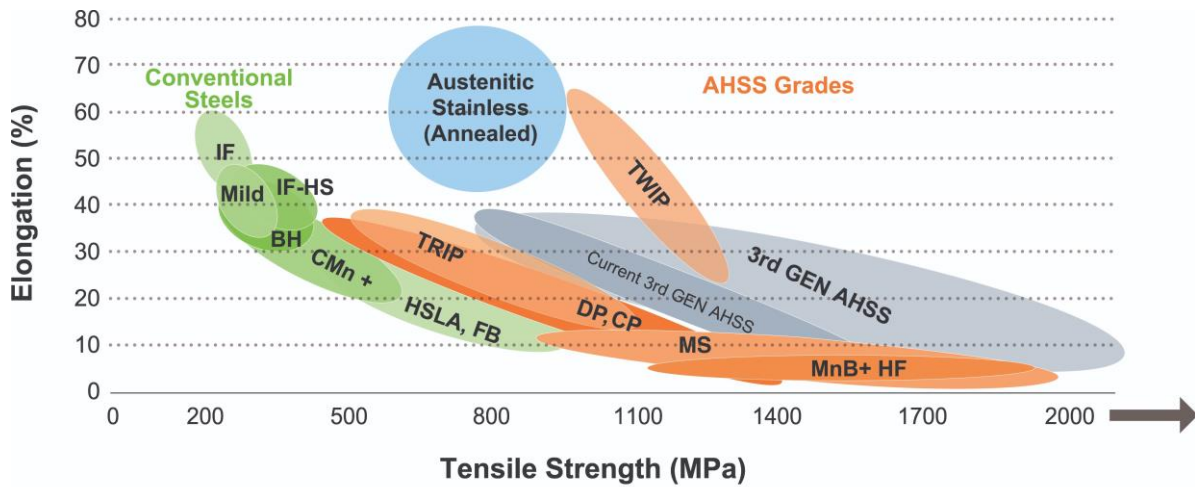 80
70
60
50
40
30
20
10
0
Elongation (%)
Conventional
Steels
Austenitic
Stainless
(Annealed)
AHSS Grades
IF
Mild
IF-HS
BH
CMn +
HSLA, FB
TRIP
DP, CP
TWIP
Current 3rd GEN AHSS
3rd GEN AHSS
MS
MnB+ HF
0 200 500 800 1100 1400 1700 2000
Tensile Strength (MPa)